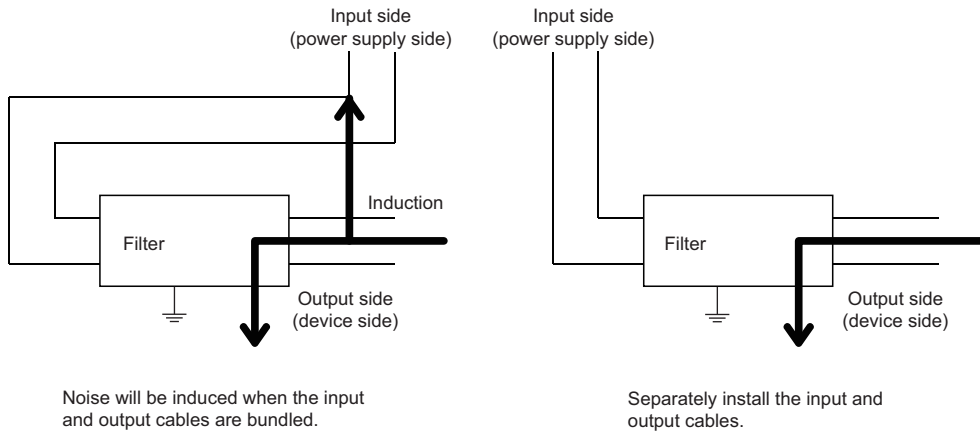 Input side
(power supply side)
Induction
Filter
Output side
(device side)
Noise will be induced when the input
and output cables are bundled.
Input side
(power supply side)
Filter
Output side
(device side)
Separately install the input and
output cables.